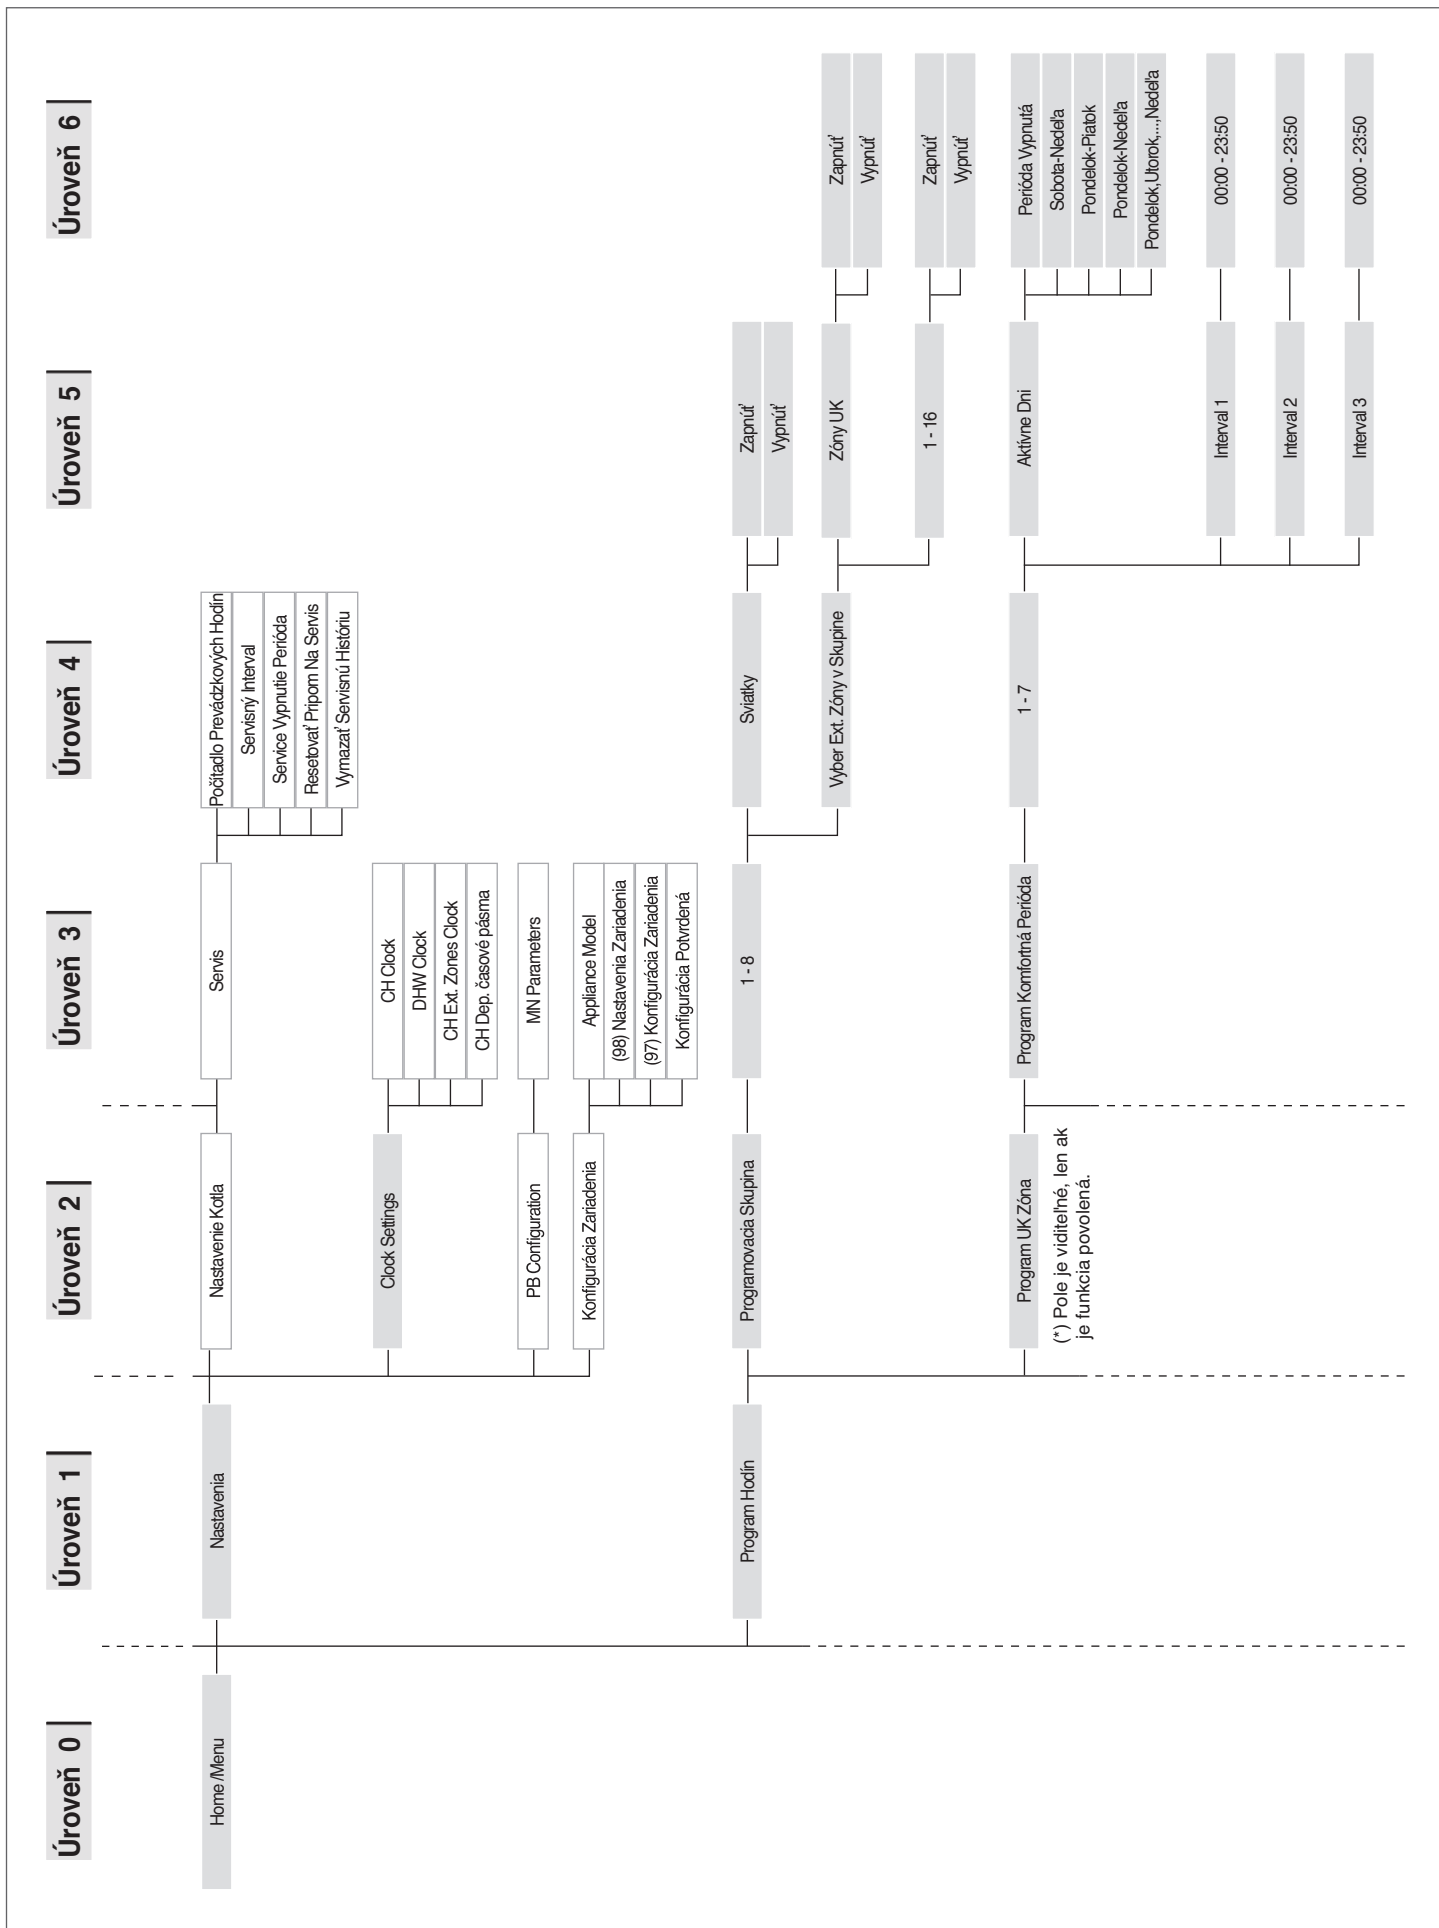 Úroveň 0
Úroveň 1
Úroveň 2
Úroveň 3
Úroveň 4
Úroveň 5
Úroveň 6
Home /Menu
Nastavenia
Nastavenie Kotla
Servis
Počítadlo Prevádzkových Hodín
Servisný Interval
Service Vypnutie Perióda
Resetovať Pripom Na Servis
Vymazať Servisnú Históriu
Clock Settings
CH Clock
DHW Clock
CH Ext. Zones Clock
CH Dep. časové pásma
PB Configuration
MN Parameters
Konfigurácia Zariadenia
Appliance Model
(98) Nastavenia Zariadenia
(97) Konfigurácia Zariadenia
Konfigurácia Potvrdená
Program Hodín
Programovacia Skupina
1 - 8
Sviatky
Zapnúť
Vypnúť
Vyber Ext. Zóny v Skupine
Zóny UK
Zapnúť
Vypnúť
1 - 16
Zapnúť
Vypnúť
Program UK Zóna
Program Komfortná Perióda
1 - 7
Aktívne Dni
Perióda Vypnutá
Sobota-Nedeľa
Pondelok-Piatok
Pondelok-Nedeľa
Pondelok,Utorok,...,Nedeľa
Interval 1
00:00 - 23:50
Interval 2
00:00 - 23:50
Interval 3
00:00 - 23:50
(*) Pole je viditeľné, len ak
je funkcia povolená.